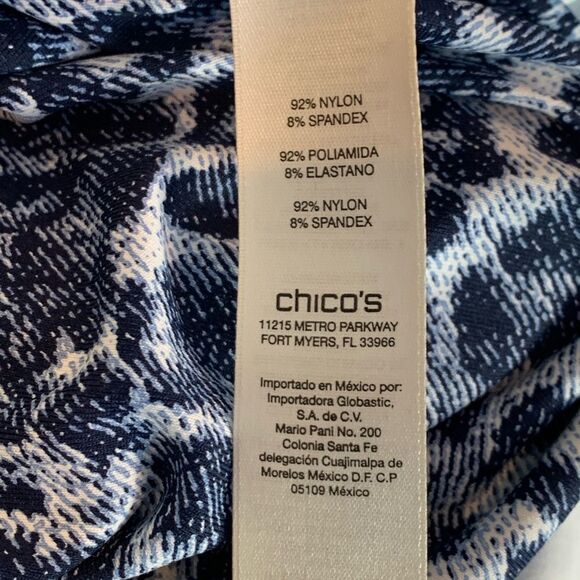 92% NYLON
8% SPANDEX
92% POLIAMIDA
8% ELASTANO
92% NYLON
8% SPANDEX
chico's
11215 METRO PARKWAY
FORT MYERS, FL 33966
Importado en México por:
Importadora Globastic,
S.A. de C.V.
Mario Pani No. 200
Colonia Santa Fe
delegación Cuajimalpa de
Morelos México D.F. C.P
05109 México